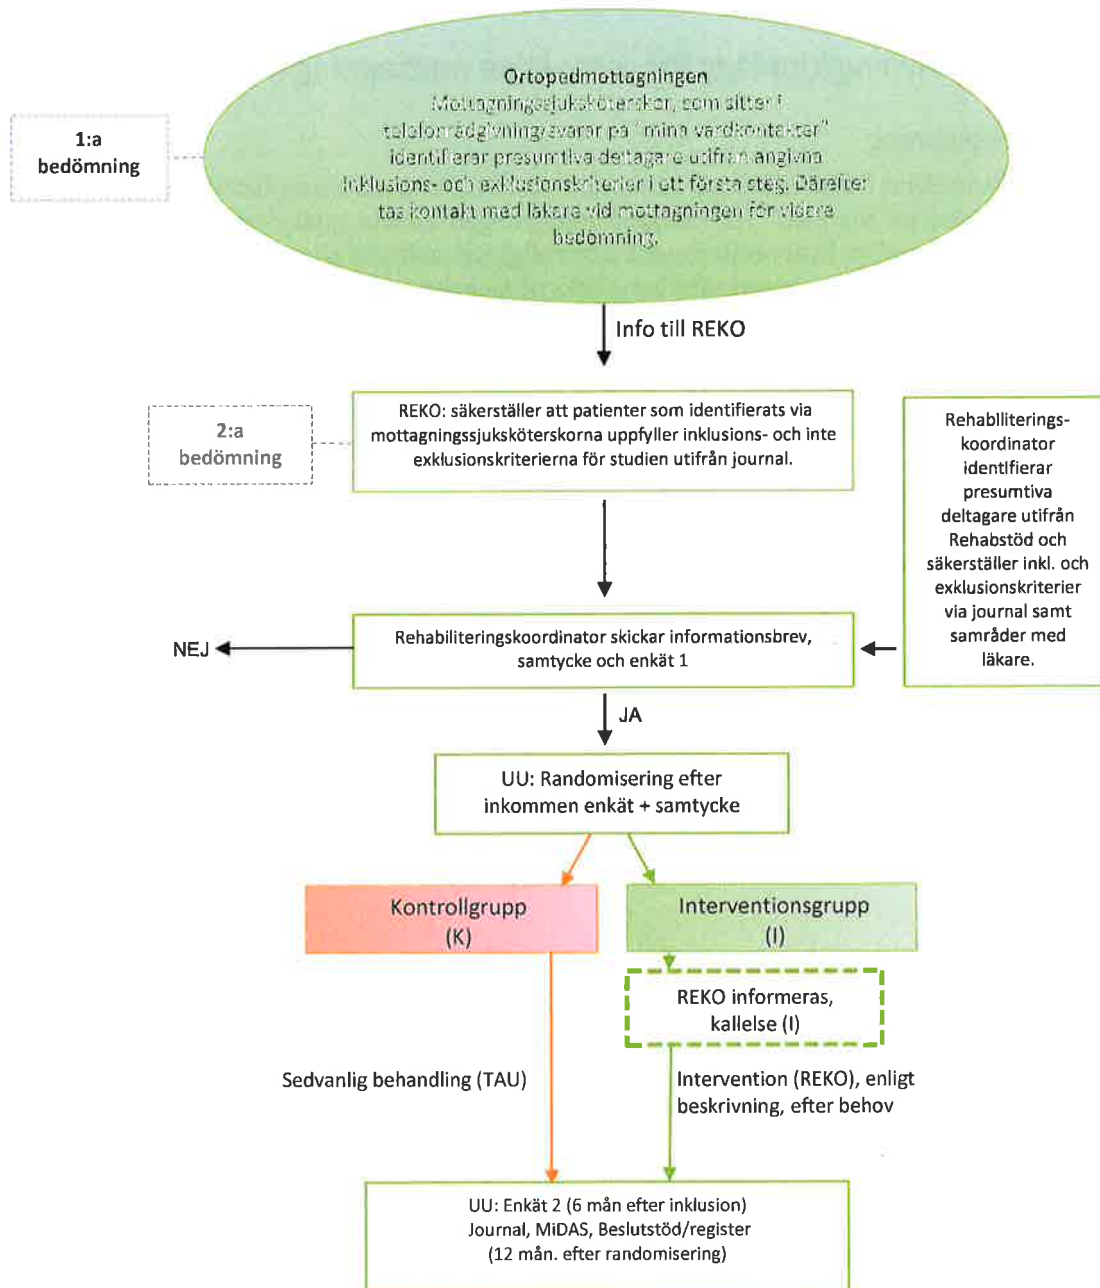 Ortopedmottagningen
Mottagningssjuksköterskor, som sitter i
telefonrådgivning/svarar på "mina vårdkontakter"
identifierar presumtiva deltagare utifrån angivna
inklusions- och exklusionskriterier i ett första steg. Därefter
tas kontakt med läkare vid mottagningen för vidare
bedömning.
1:a
bedömning
Info till REKO
2:a
bedömning
REKO: säkerställer att patienter som identifierats via
mottagningssjuksköterskorna uppfyller inklusions- och inte
exklusionskriterierna för studien utifrån journal.
Rehabiliterings-
koordinator
identifierar
presumtiva
deltagare utifrån
Rehabstöd och
säkerställer inkl. och
exklusionskriterier
via journal samt
samråder med
läkare.
NEJ
Rehabiliteringskoordinator skickar informationsbrev,
samtycke och enkät 1
JA
UU: Randomisering efter
inkommen enkät + samtycke
Kontrollgrupp
(K)
Interventionsgrupp
(I)
REKO informeras,
kallelse (I)
Sedvanlig behandling (TAU)
Intervention (REKO), enligt
beskrivning, efter behov
UU: Enkät 2 (6 mån efter inklusion)
Journal, MiDAS, Beslutstöd/register
(12 mån. efter randomisering)